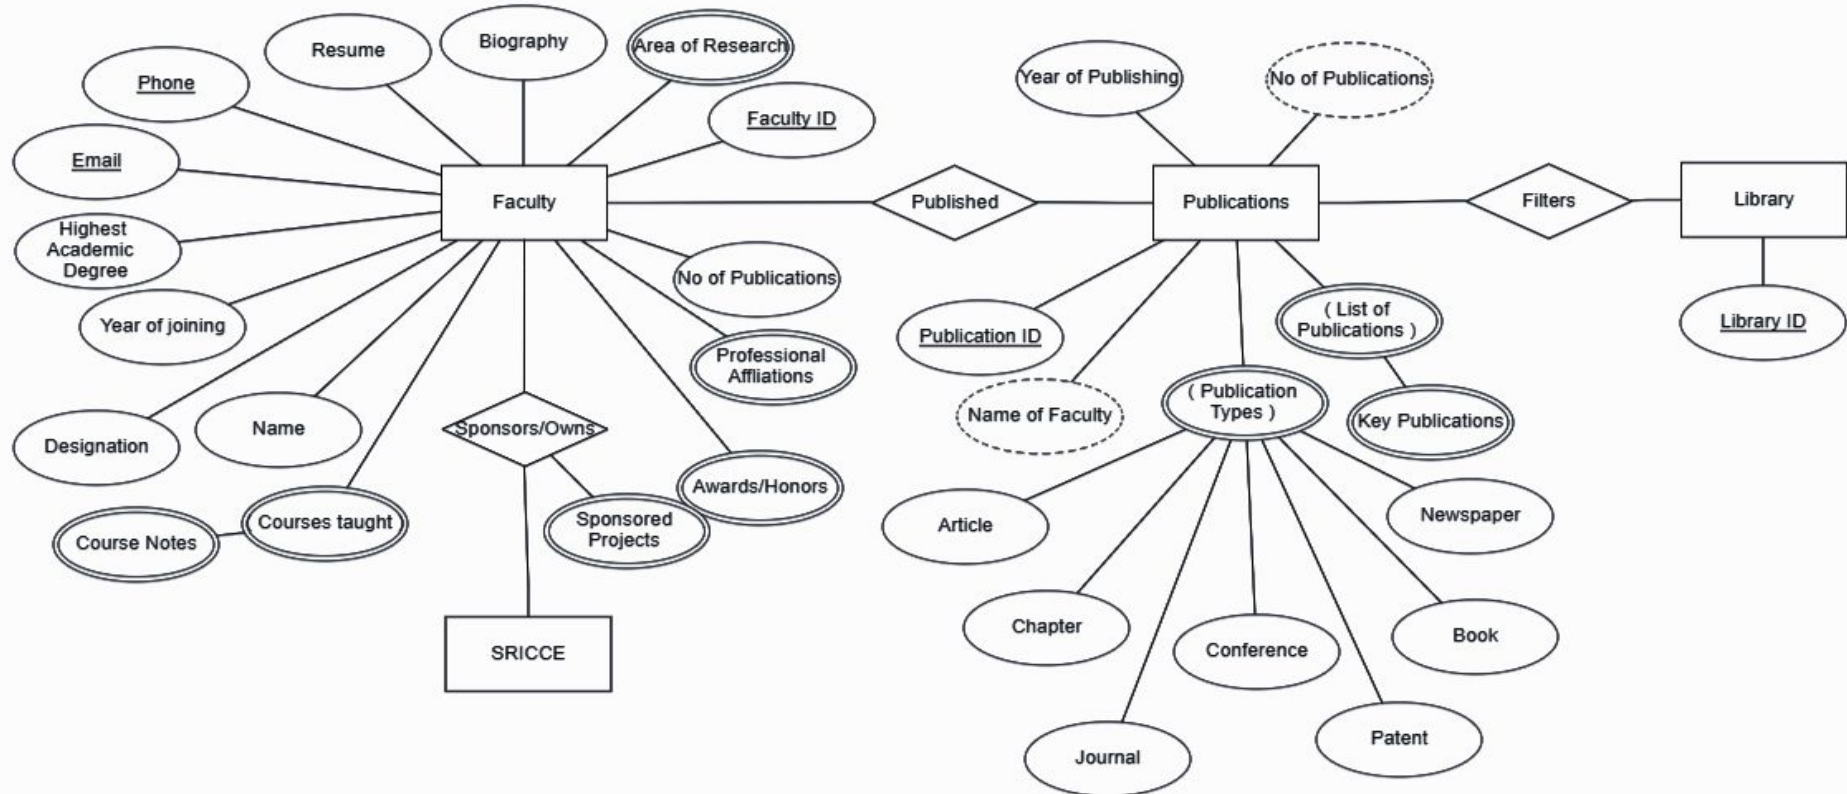 Biography
Area of Research
Resume
Phone
Faculty ID
Email
Year of Publishing
No of Publications
Faculty
Published
Publications
Filters
Library
Highest
Academic
Degree
No of Publications
Year of joining
Professional
Affliations
Designation
Name
Sponsors/Owns
Awards/Honors
Courses taught
Course Notes
Sponsored
Projects
SRICCE
Publication ID
( List of
Publications )
Library ID
Name of Faculty
( Publication
Types )
Key Publications
Article
Newspaper
Chapter
Conference
Book
Journal
Patent